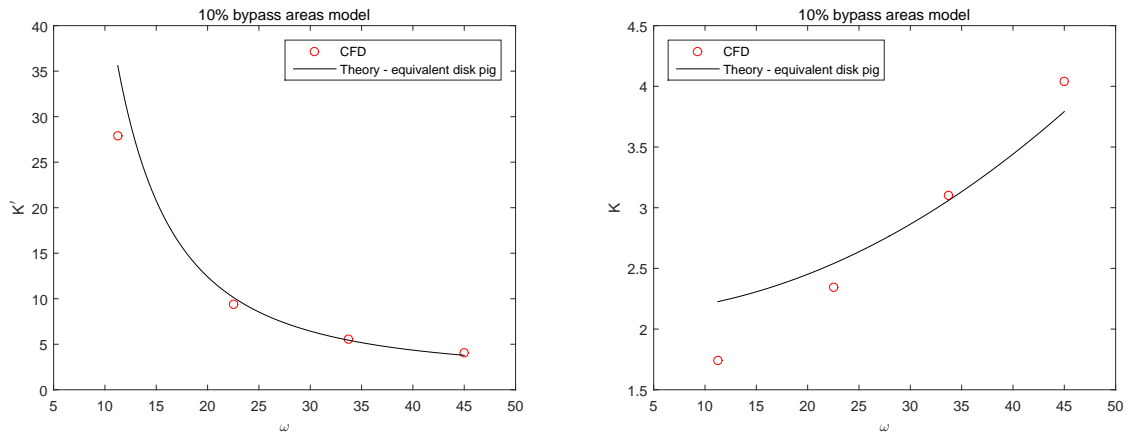 10% bypass areas model
40
35
30
25
20
15
10
5
0
K′
CFD
Theory - equivalent disk pig
5 10 15 20 25 30 35 40 45 50
ω
10% bypass areas model
4.5
4
3.5
3
2.5
2
1.5
K
CFD
Theory - equivalent disk pig
5 10 15 20 25 30 35 40 45 50
ω